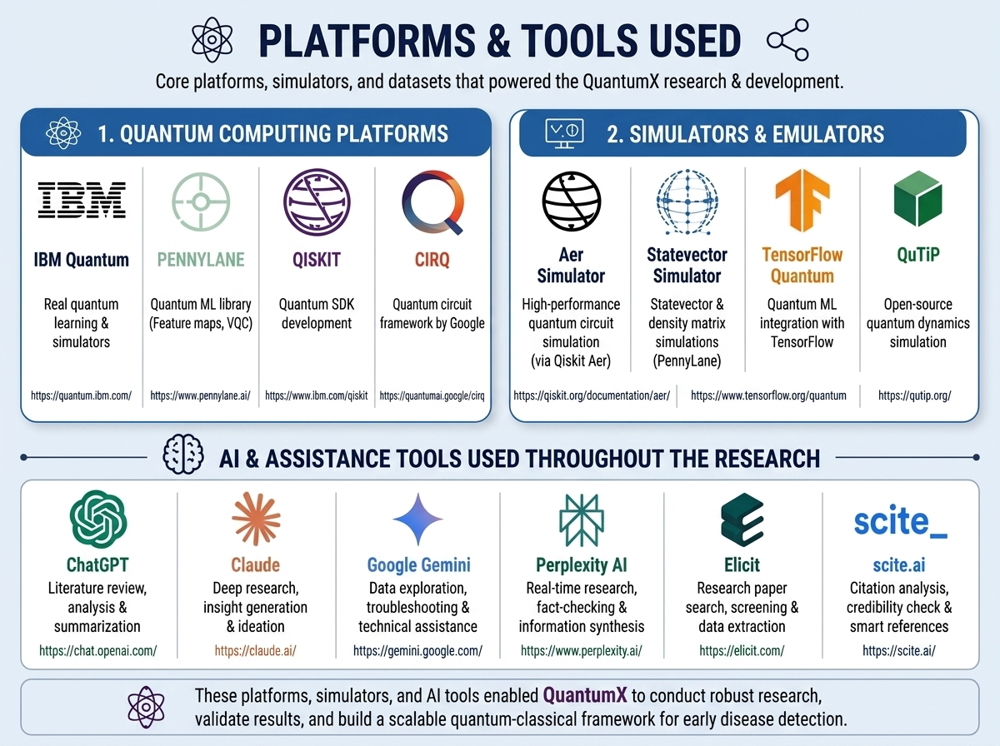 PLATFORMS & TOOLS USED
Core platforms, simulators, and datasets that powered the QuantumX research & development.
1. QUANTUM COMPUTING PLATFORMS
IBM
IBM Quantum
Real quantum
learning &
simulators
https://quantum.ibm.com/
PENNYLANE
Quantum ML library
(Feature maps, VQC)
https://www.pennylane.ai/
QISKIT
Quantum SDK
development
https://www.ibm.com/qiskit
CIRQ
Quantum circuit
framework by Google
https://quantumai.gocgle/cirq
2. SIMULATORS & EMULATORS
Aer
Simulator
High-performance
quantum circuit
simulation
(via Qiskit Aer)
https://qiskit.org/documentation/aer/
Statevector
Simulator
Statevector &
density matrix
simulations
(PennyLane)
TensorFlow
Quantum
Quantum ML
integration with
TensorFlow
https://www.tensorflow.org/quantum
QuTiP
Open-source
quantum dynamics
simulation
https://qutip.org/
AI & ASSISTANCE TOOLS USED THROUGHOUT THE RESEARCH
ChatGPT
Literature review,
analysis &
summarization
https://chat.openai.com/
Claude
Deep research,
insight generation
& ideation
https://claude.ai/
Google Gemini
Data exploration,
troubleshooting &
technical assistance
https://gemini.google.com/
Perplexity AI
Real-time research,
fact-checking &
information synthesis
https://www.perplexity.ai/
Elicit
Research paper
search, screening &
data extraction
https://elicit.com/
scite_
scite.ai
Citation analysis,
credibility check &
smart references
https://scite.ai/
These platforms, simulators, and AI tools enabled QuantumX to conduct robust research,
validate results, and build a scalable quantum-classical framework for early disease detection.